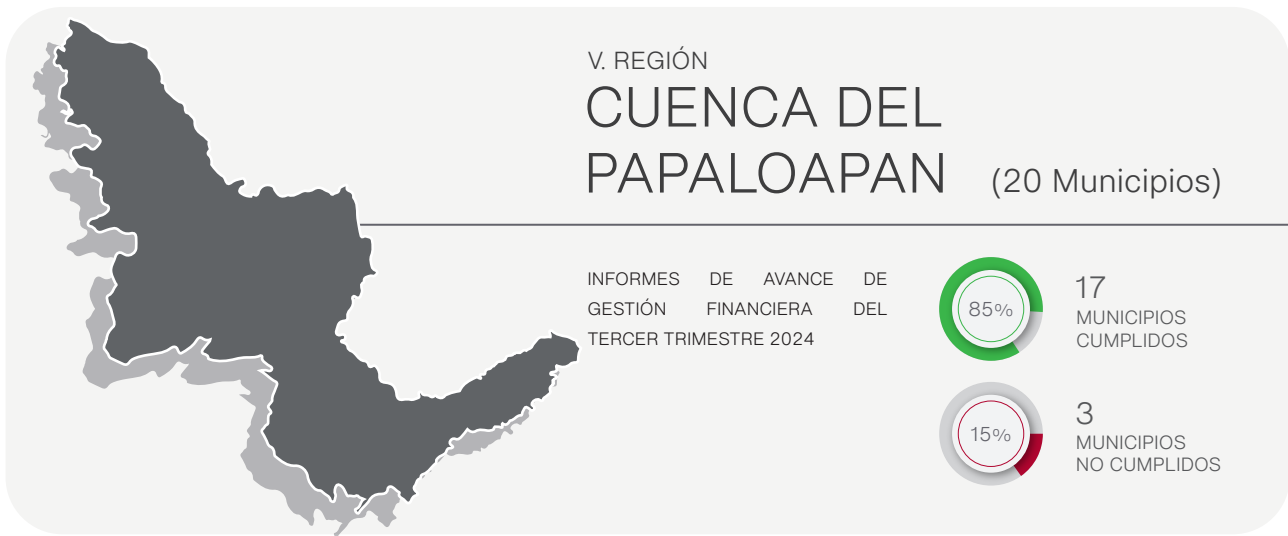 V. REGIÓN
CUENCA DEL
PAPALOAPAN (20 Municipios)
INFORMES DE AVANCE DE
GESTIÓN FINANCIERA DEL
TERCER TRIMESTRE 2024
85%
17
MUNICIPIOS
CUMPLIDOS
15%
3
MUNICIPIOS
NO CUMPLIDOS